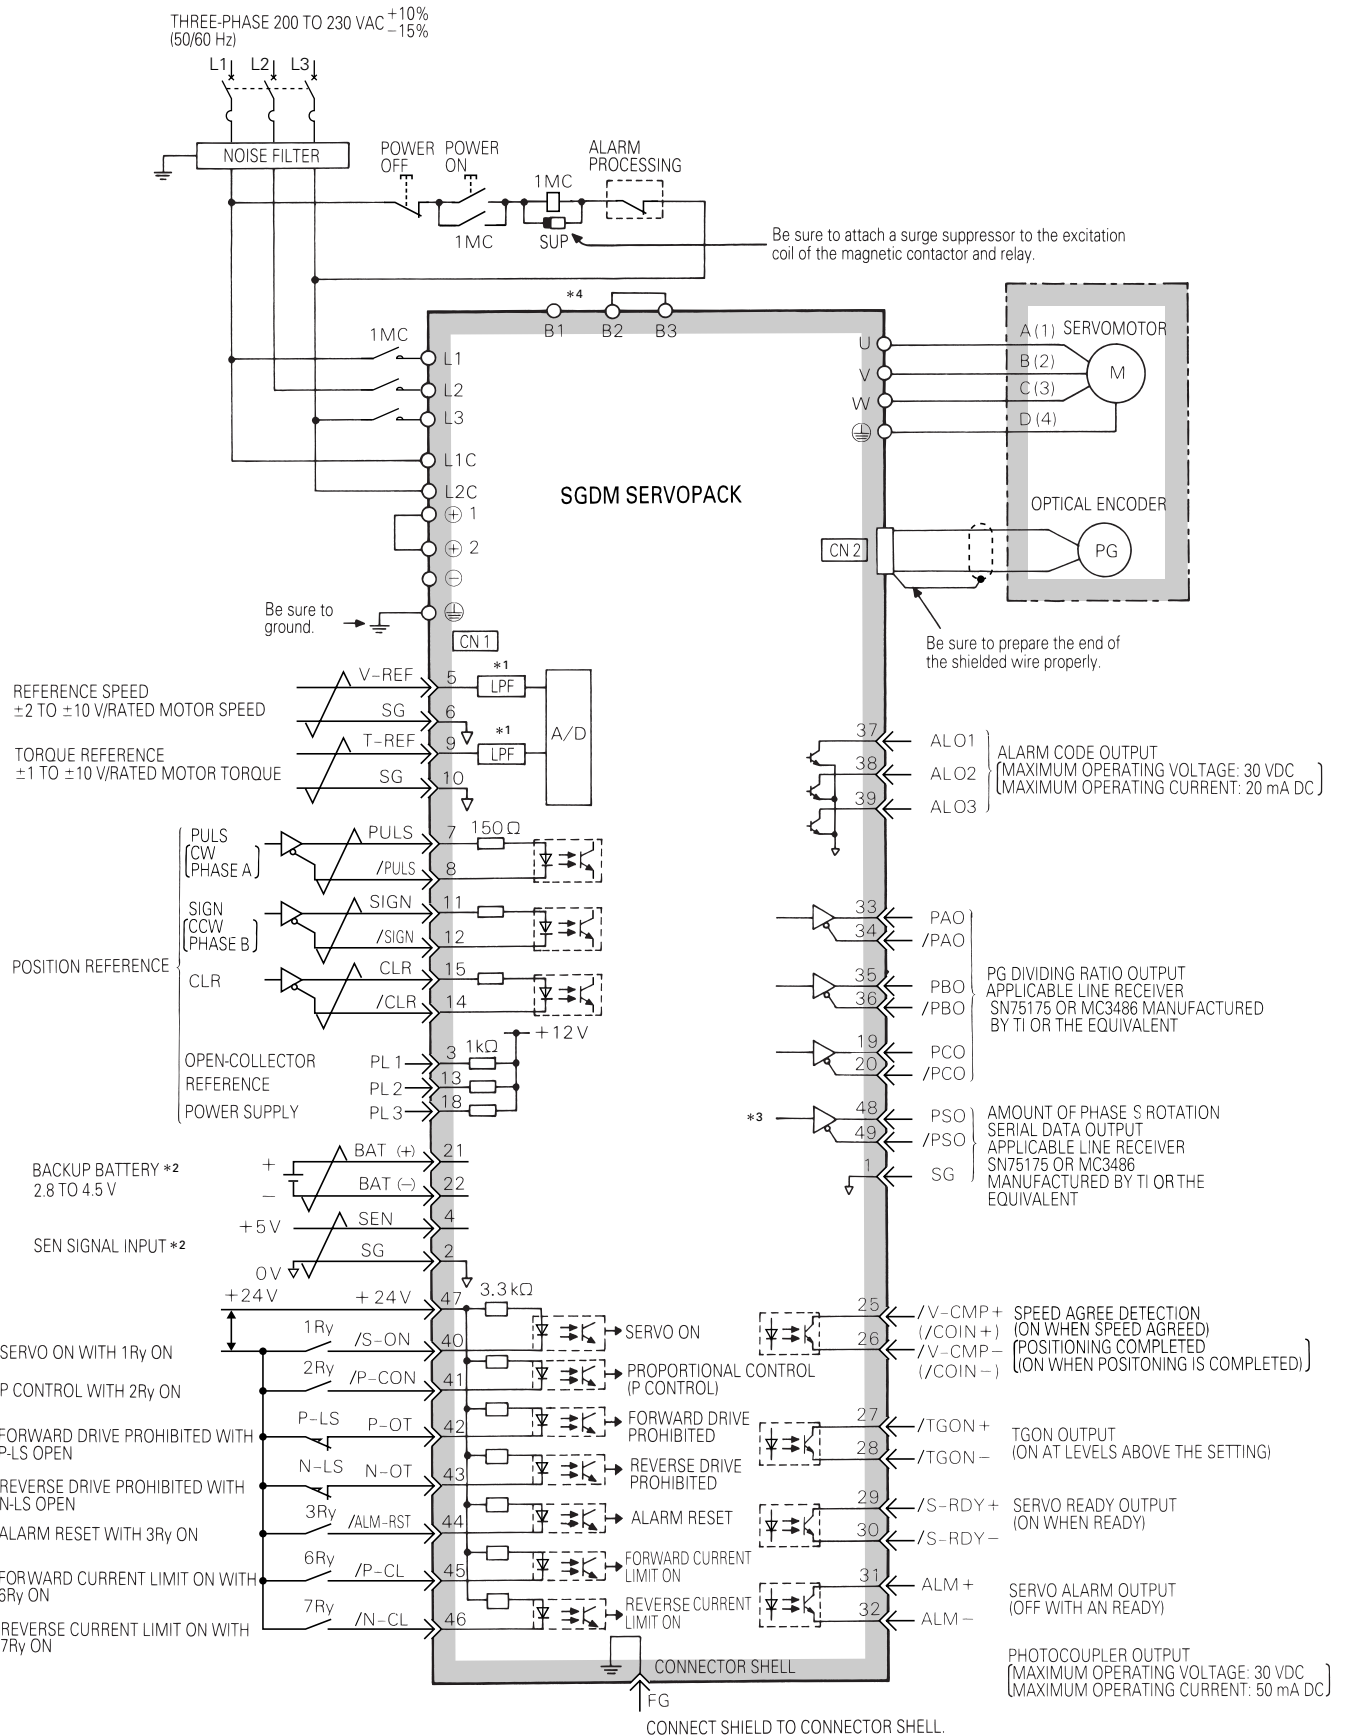 THREE-PHASE 200 TO 230 VAC +10% −15%
(50/60 Hz)
L1 L2 L3
NOISE FILTER
POWER OFF
POWER ON
1MC
1MC
SUP
ALARM PROCESSING
Be sure to attach a surge suppressor to the excitation
coil of the magnetic contactor and relay.
*4
B1 B2 B3
1MC
L1
L2
L3
L1C
L2C
⊕ 1
⊕ 2
⊖
Be sure to
ground.
SGDM SERVOPACK
U
V
W
A (1)
B (2)
C (3)
D (4)
SERVOMOTOR
M
OPTICAL ENCODER
PG
CN 2
Be sure to prepare the end of
the shielded wire properly.
CN 1
REFERENCE SPEED
±2 TO ±10 V/RATED MOTOR SPEED
V-REF 5 *1 LPF
SG 6
TORQUE REFERENCE
±1 TO ±10 V/RATED MOTOR TORQUE
T-REF 9 *1 LPF
SG 10
A/D
POSITION REFERENCE
PULS
CW
PHASE A
PULS 7 150 Ω
/PULS 8
SIGN
CCW
PHASE B
SIGN 11
/SIGN 12
CLR
CLR 15
/CLR 14
+12 V
OPEN-COLLECTOR
REFERENCE
POWER SUPPLY
PL 1 3 1kΩ
PL 2 13
PL 3 18
BACKUP BATTERY *2
2.8 TO 4.5 V
+
−
BAT (+) 21
BAT (−) 22
SEN SIGNAL INPUT *2
+5 V
0 V
SEN 4
SG 2
+24 V
+24 V 47 3.3 kΩ
SERVO ON WITH 1Ry ON
1Ry /S-ON 40
SERVO ON
P CONTROL WITH 2Ry ON
2Ry /P-CON 41
PROPORTIONAL CONTROL
(P CONTROL)
FORWARD DRIVE PROHIBITED WITH
P-LS OPEN
P-LS P-OT 42
FORWARD DRIVE
PROHIBITED
REVERSE DRIVE PROHIBITED WITH
N-LS OPEN
N-LS N-OT 43
REVERSE DRIVE
PROHIBITED
ALARM RESET WITH 3Ry ON
3Ry /ALM-RST 44
ALARM RESET
FORWARD CURRENT LIMIT ON WITH
6Ry ON
6Ry /P-CL 45
FORWARD CURRENT
LIMIT ON
REVERSE CURRENT LIMIT ON WITH
7Ry ON
7Ry /N-CL 46
REVERSE CURRENT
LIMIT ON
37 ALO1
38 ALO2
39 ALO3
ALARM CODE OUTPUT
MAXIMUM OPERATING VOLTAGE: 30 VDC
MAXIMUM OPERATING CURRENT: 20 mA DC
33 PAO
34 /PAO
35 PBO
36 /PBO
19 PCO
20 /PCO
PG DIVIDING RATIO OUTPUT
APPLICABLE LINE RECEIVER
SN75175 OR MC3486 MANUFACTURED
BY TI OR THE EQUIVALENT
*3
48 PSO
49 /PSO
1 SG
AMOUNT OF PHASE S ROTATION
SERIAL DATA OUTPUT
APPLICABLE LINE RECEIVER
SN75175 OR MC3486
MANUFACTURED BY TI OR THE
EQUIVALENT
25 /V-CMP+
(/COIN+)
26 /V-CMP−
(/COIN−)
SPEED AGREE DETECTION
(ON WHEN SPEED AGREED)
POSITIONING COMPLETED
(ON WHEN POSITONING IS COMPLETED)
27 /TGON+
28 /TGON−
TGON OUTPUT
(ON AT LEVELS ABOVE THE SETTING)
29 /S-RDY+
30 /S-RDY−
SERVO READY OUTPUT
(ON WHEN READY)
31 ALM+
32 ALM−
SERVO ALARM OUTPUT
(OFF WITH AN READY)
PHOTOCOUPLER OUTPUT
MAXIMUM OPERATING VOLTAGE: 30 VDC
MAXIMUM OPERATING CURRENT: 50 mA DC
CONNECTOR SHELL
FG
CONNECT SHIELD TO CONNECTOR SHELL.